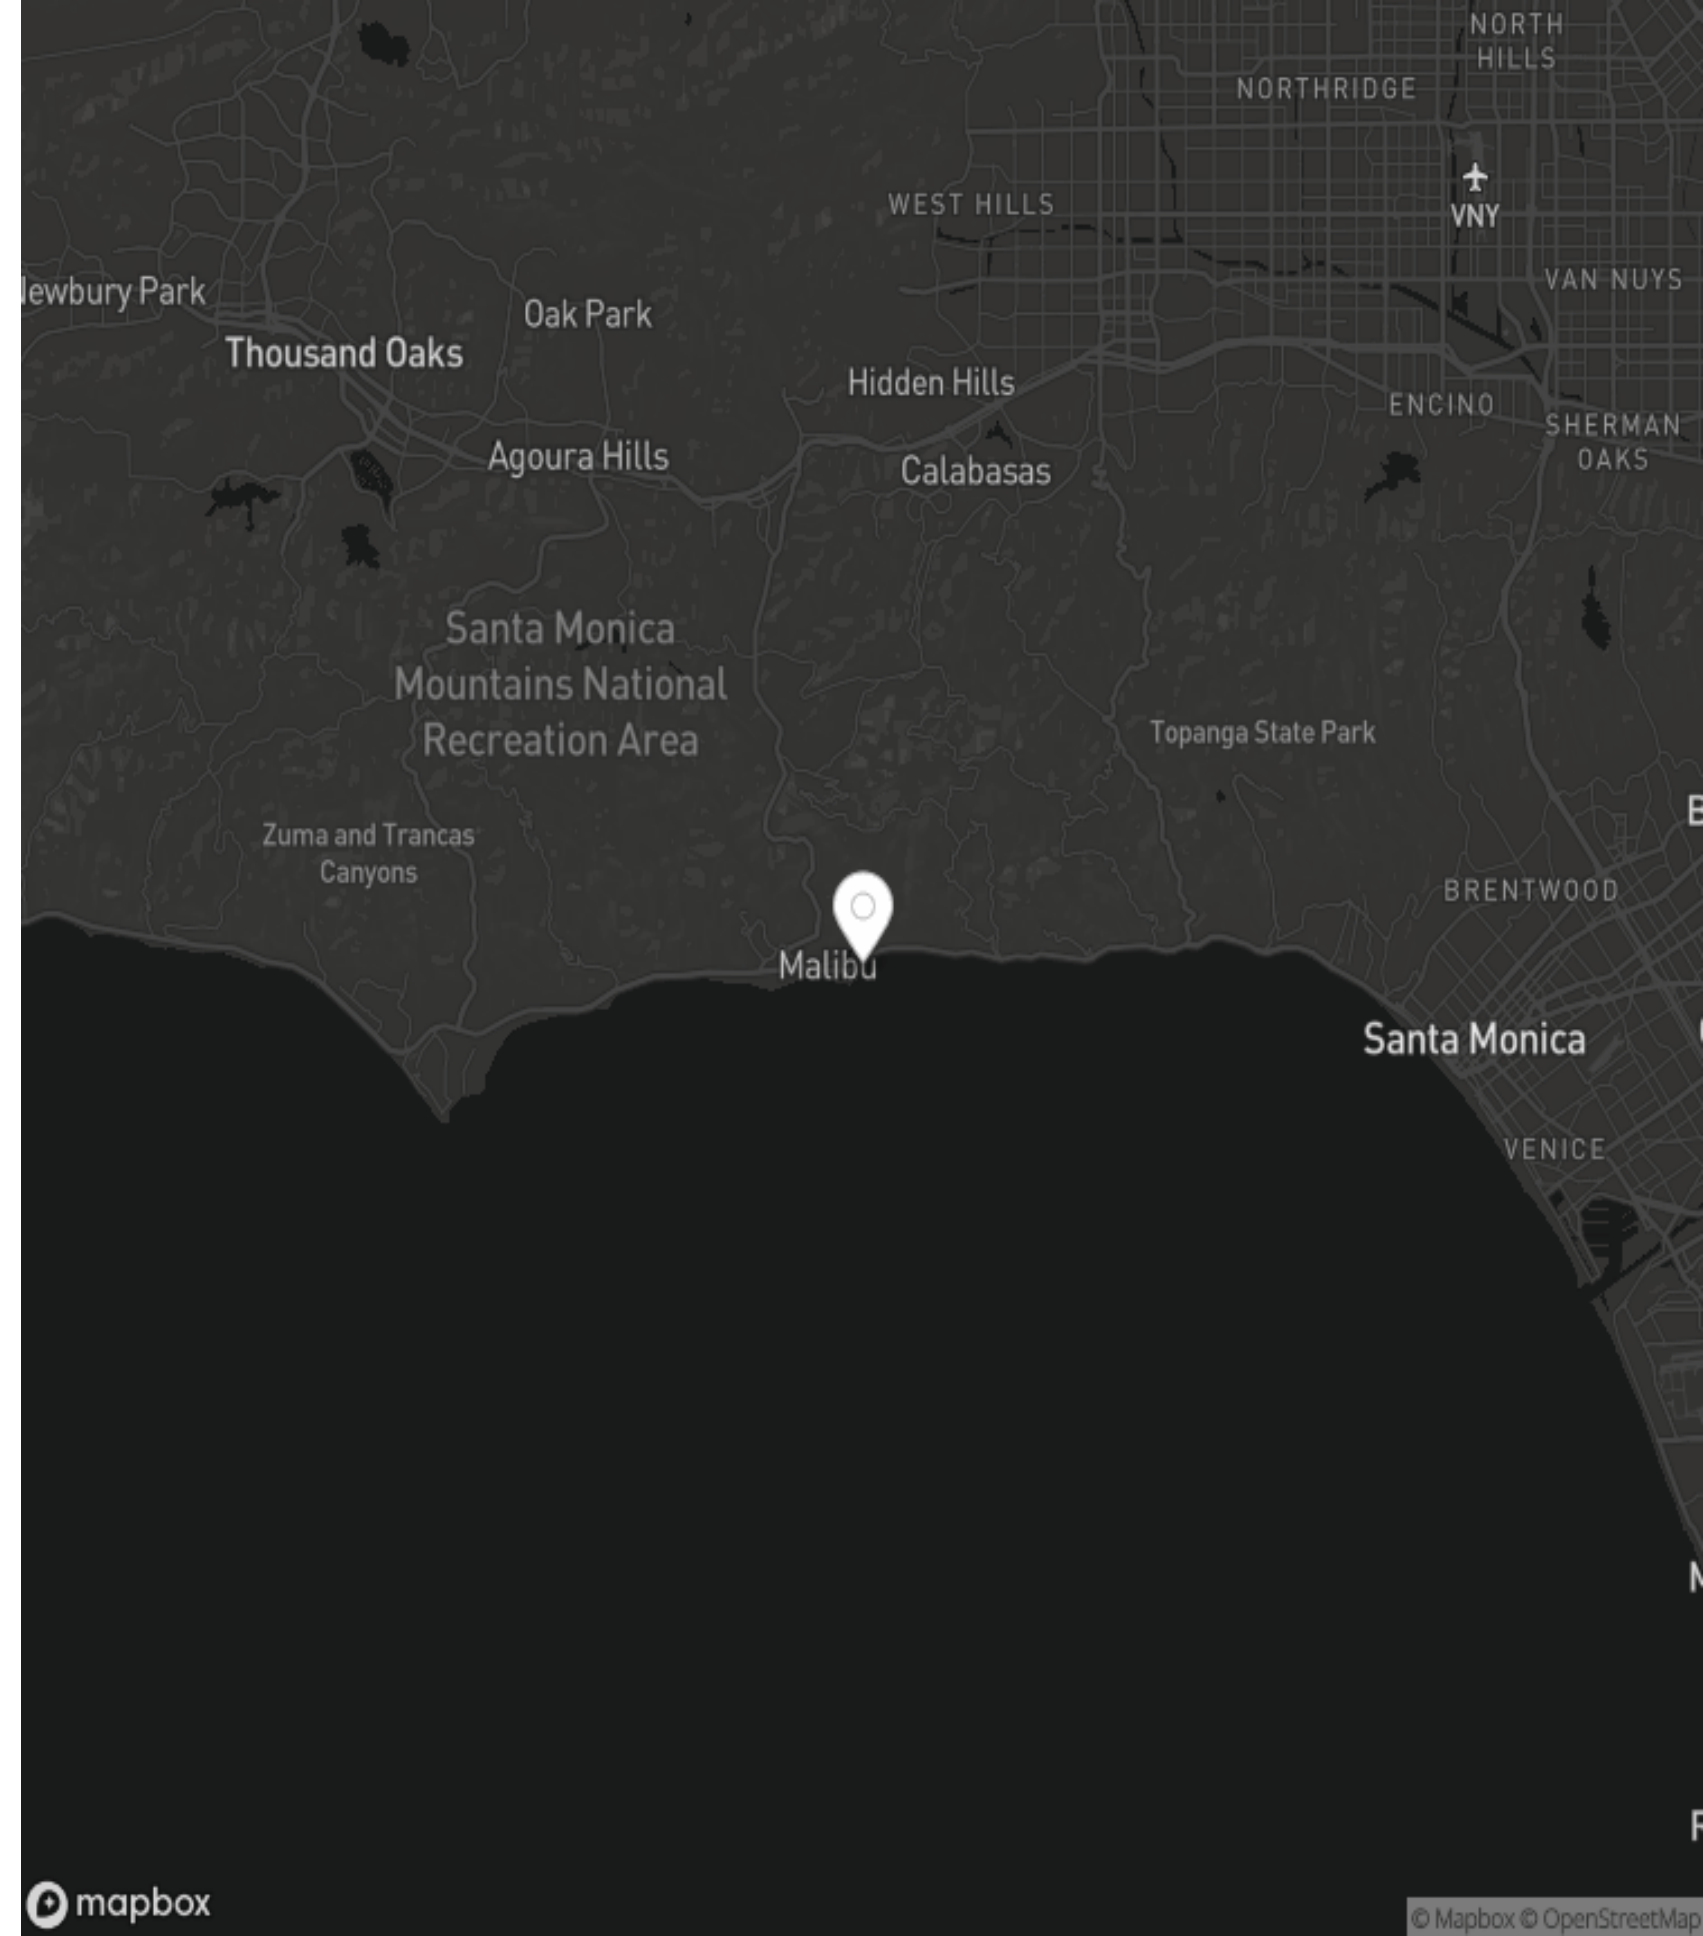 NORTH
HILLS
NORTHRIDGE
WEST HILLS
VNY
VAN NUYS
ewbury Park
Oak Park
Thousand Oaks
Hidden Hills
ENCINO
SHERMAN
OAKS
Agoura Hills
Calabasas
Santa Monica
Mountains National
Recreation Area
Topanga State Park
B
Zuma and Trancas
Canyons
BRENTWOOD
Malibu
Santa Monica
VENICE
M
R
mapbox
© Mapbox © OpenStreetMap